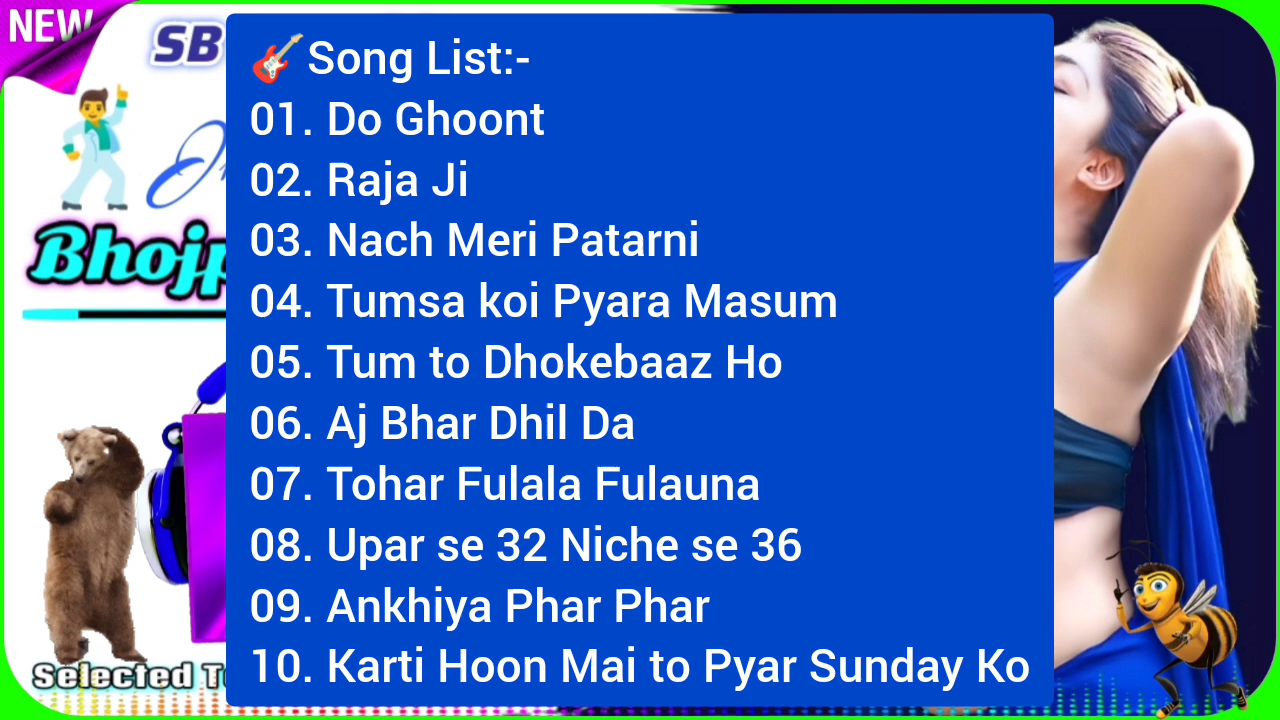 NEW
SB
🎸Song List:-
01. Do Ghoont
02. Raja Ji
03. Nach Meri Patarni
04. Tumsa koi Pyara Masum
05. Tum to Dhokebaaz Ho
06. Aj Bhar Dhil Da
07. Tohar Fulala Fulauna
08. Upar se 32 Niche se 36
09. Ankhiya Phar Phar
10. Karti Hoon Mai to Pyar Sunday Ko
Selected